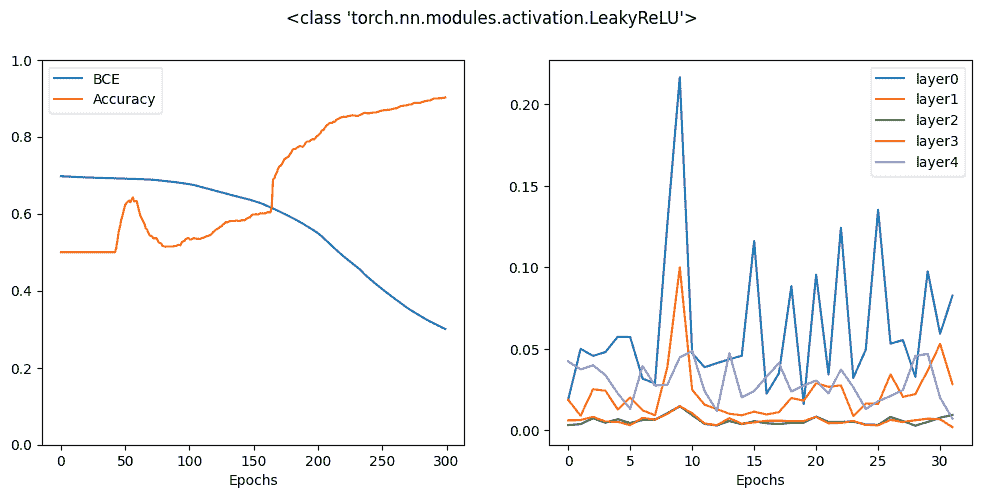 <class 'torch.nn.modules.activation.LeakyReLU'>
BCE
Accuracy
1.0
0.8
0.6
0.4
0.2
0.0
0 50 100 150 200 250 300
Epochs
layer0
layer1
layer2
layer3
layer4
0.20
0.15
0.10
0.05
0.00
0 5 10 15 20 25 30
Epochs